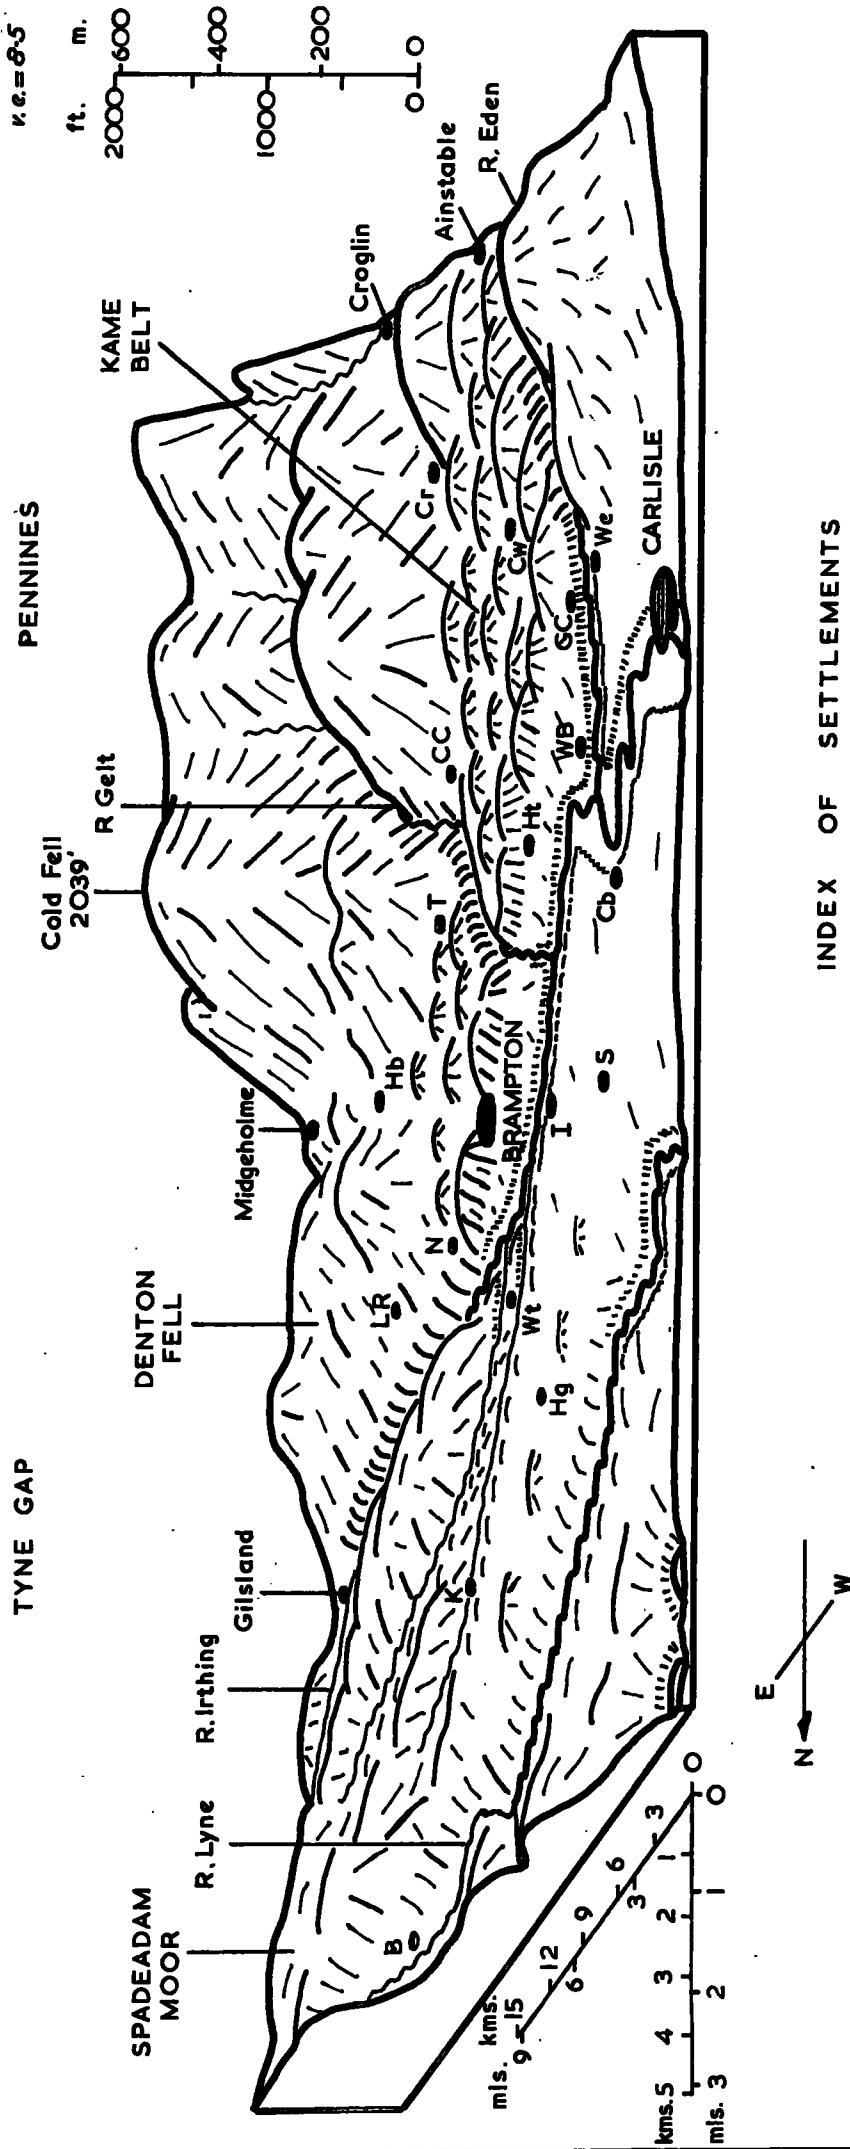 TYNE GAP
PENNINES
v.e.=8·5
SPADEADAM
MOOR
R. Lyne
R. Irthing
Gilsland
DENTON
FELL
Midgeholme
Cold Fell
2039'
R Gelt
KAME
BELT
Croglin
Ainstable
R. Eden
ft.
m.
2000
600
400
1000
200
0
0
B
K
LR
N
Hb
T
CC
Cr
Cw
Hg
Wt
BRAMPTON
I
S
Ht
Cb
WB
GC
We
CARLISLE
mls.
kms.
9
15
12
6
9
3
6
3
0
kms. 5
4
3
2
1
0
mls. 3
2
1
N
E
W
INDEX OF SETTLEMENTS